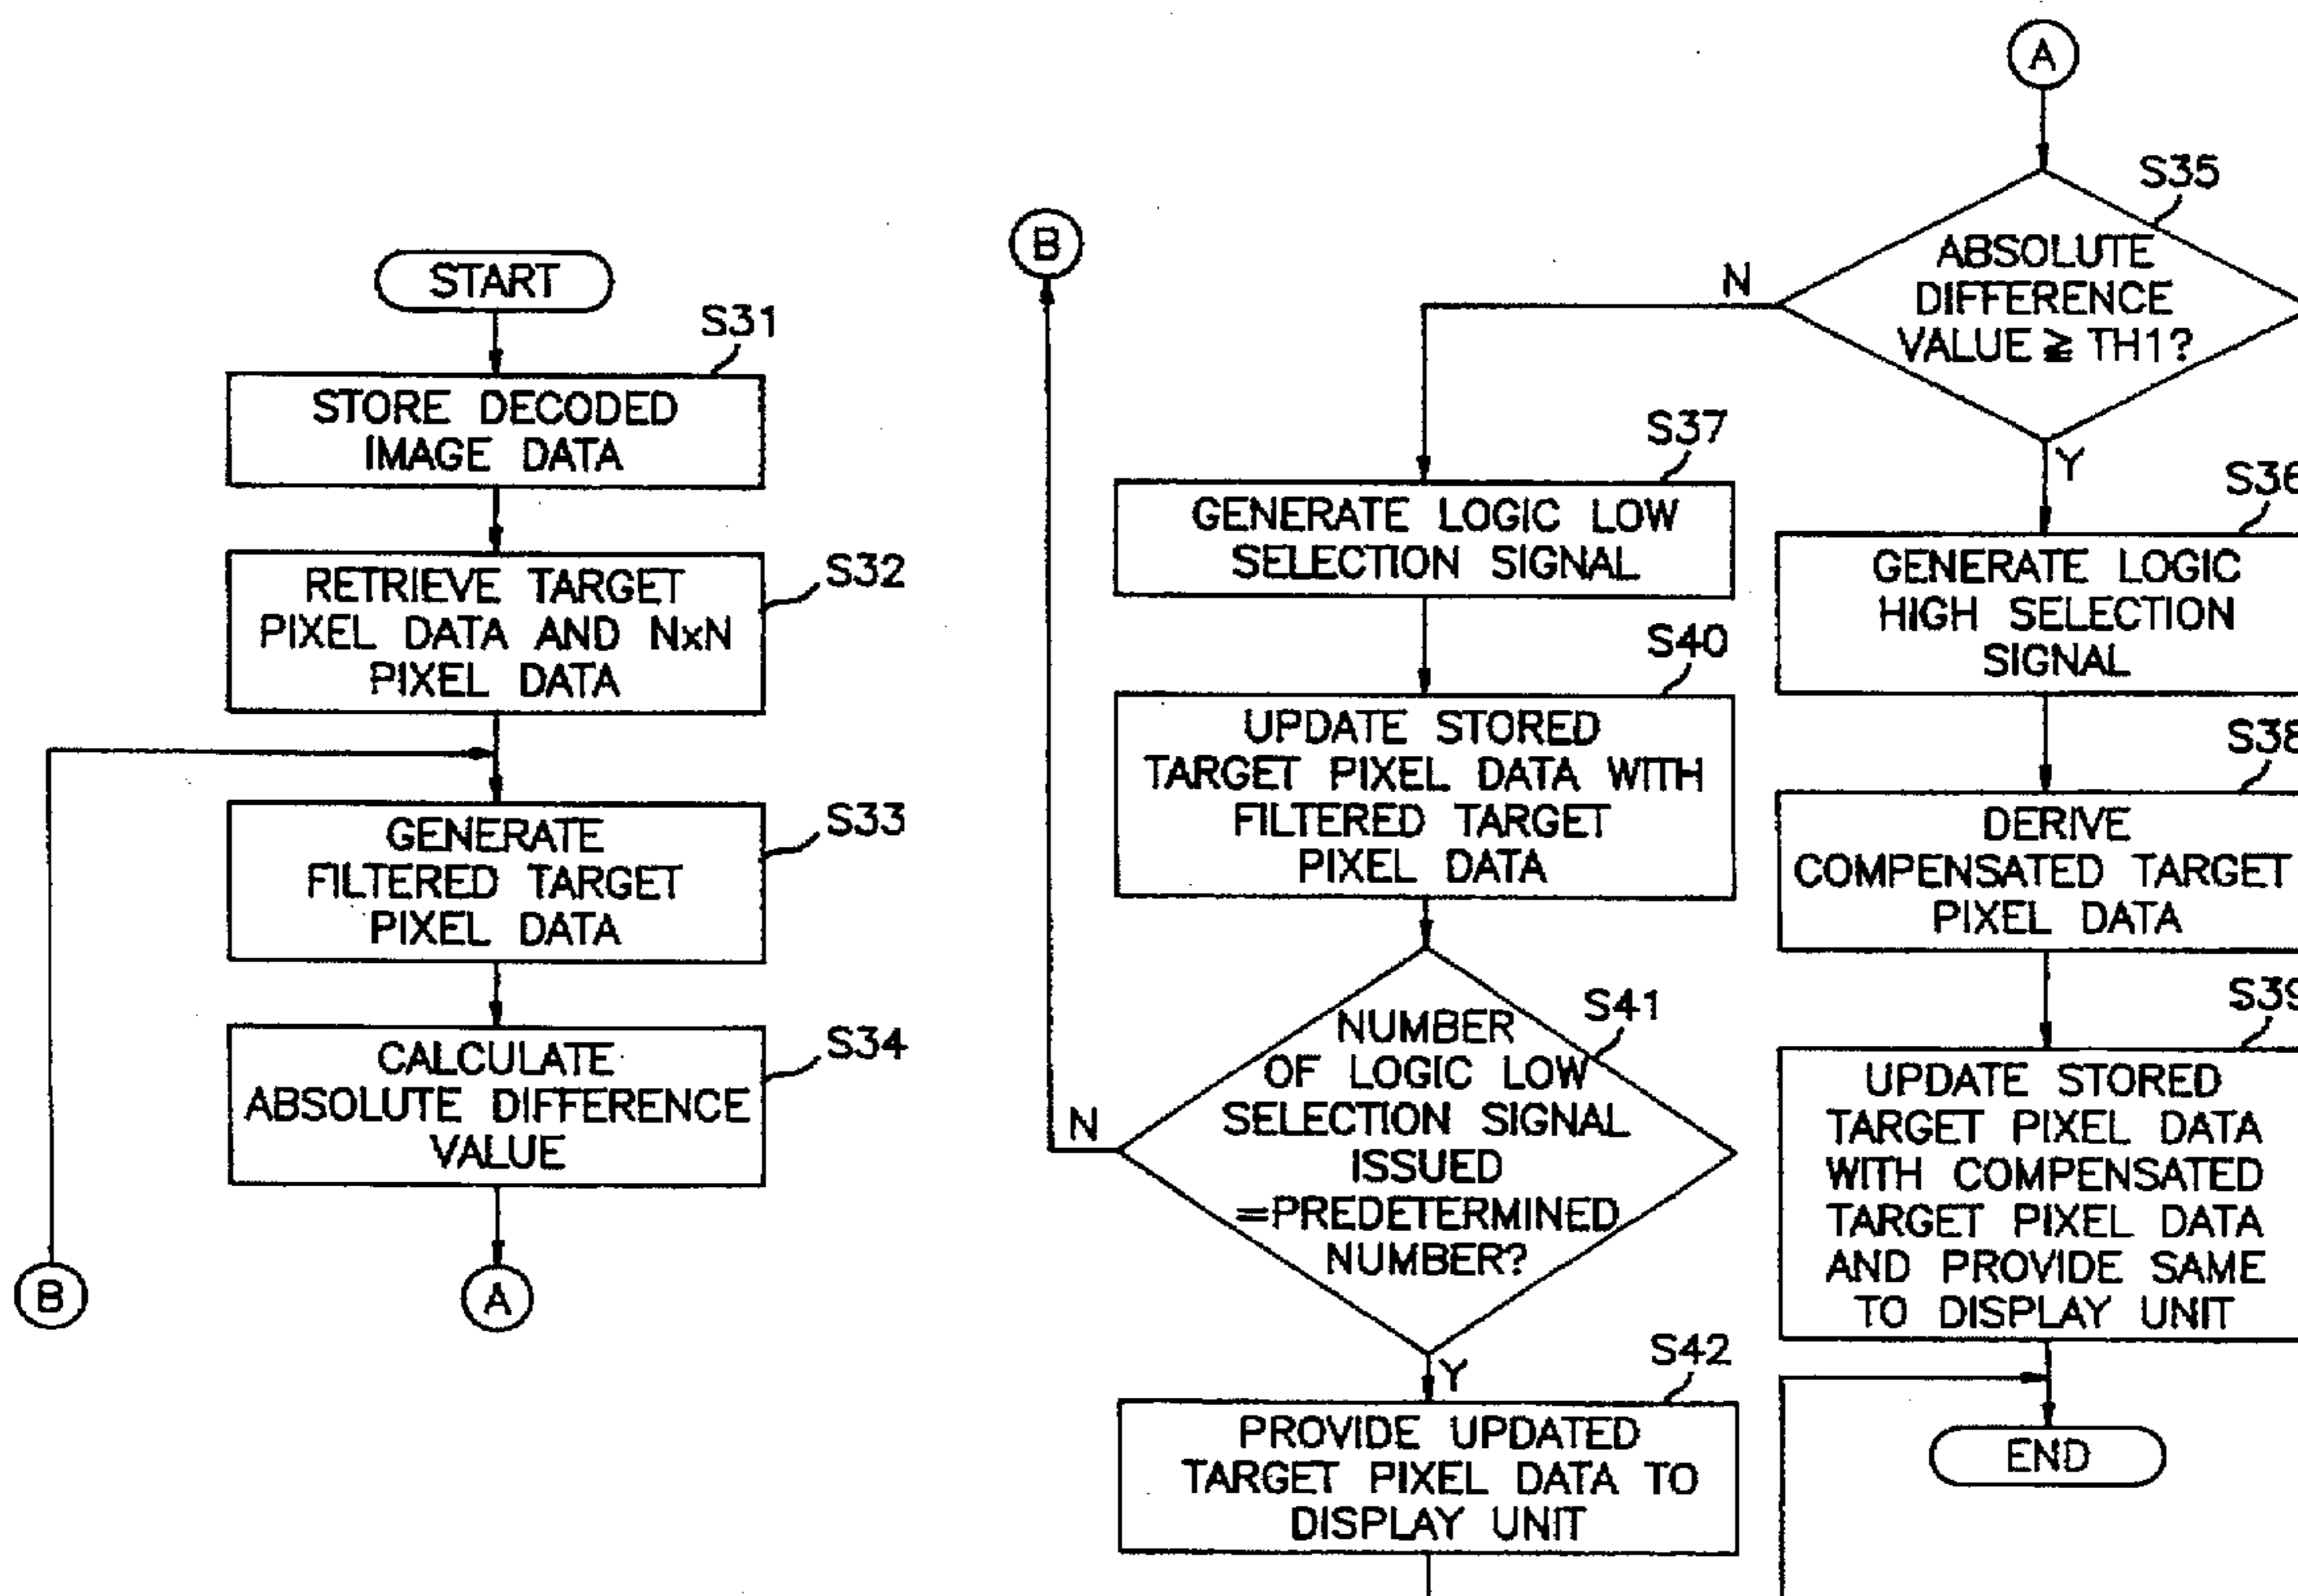 START
S31
STORE DECODED
IMAGE DATA
S32
RETRIEVE TARGET
PIXEL DATA AND NxN
PIXEL DATA
S33
GENERATE
FILTERED TARGET
PIXEL DATA
S34
CALCULATE
ABSOLUTE DIFFERENCE
VALUE
B
A
B
A
S35
ABSOLUTE
DIFFERENCE
VALUE ≧ TH1?
N
Y
S37
GENERATE LOGIC LOW
SELECTION SIGNAL
S40
UPDATE STORED
TARGET PIXEL DATA WITH
FILTERED TARGET
PIXEL DATA
S41
NUMBER
OF LOGIC LOW
SELECTION SIGNAL
ISSUED
=PREDETERMINED
NUMBER?
N
Y
S42
PROVIDE UPDATED
TARGET PIXEL DATA TO
DISPLAY UNIT
S36
GENERATE LOGIC
HIGH SELECTION
SIGNAL
S38
DERIVE
COMPENSATED TARGET
PIXEL DATA
S39
UPDATE STORED
TARGET PIXEL DATA
WITH COMPENSATED
TARGET PIXEL DATA
AND PROVIDE SAME
TO DISPLAY UNIT
END